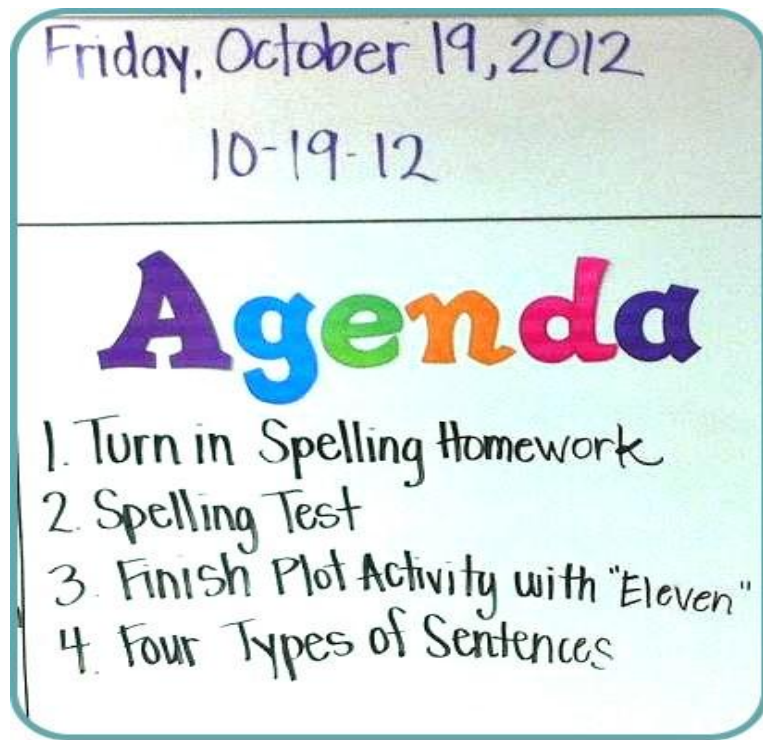 Friday, October 19, 2012
10-19-12
Agenda
1. Turn in Spelling Homework
2. Spelling Test
3. Finish Plot Activity with "Eleven"
4. Four Types of Sentences